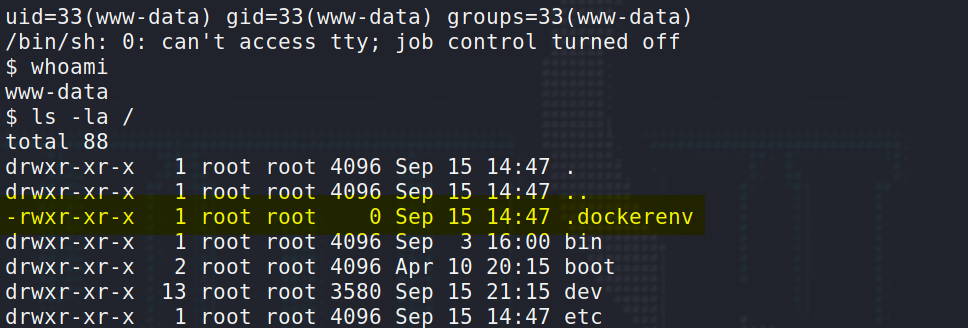 uid=33(www-data) gid=33(www-data) groups=33(www-data)
/bin/sh: 0: can't access tty; job control turned off
$ whoami
www-data
$ ls -la /
total 88
drwxr-xr-x   1 root root 4096 Sep 15 14:47 .
drwxr-xr-x   1 root root 4096 Sep 15 14:47 ..
-rwxr-xr-x   1 root root    0 Sep 15 14:47 .dockerenv
drwxr-xr-x   1 root root 4096 Sep  3 16:00 bin
drwxr-xr-x   2 root root 4096 Apr 10 20:15 boot
drwxr-xr-x  13 root root 3580 Sep 15 21:15 dev
drwxr-xr-x   1 root root 4096 Sep 15 14:47 etc